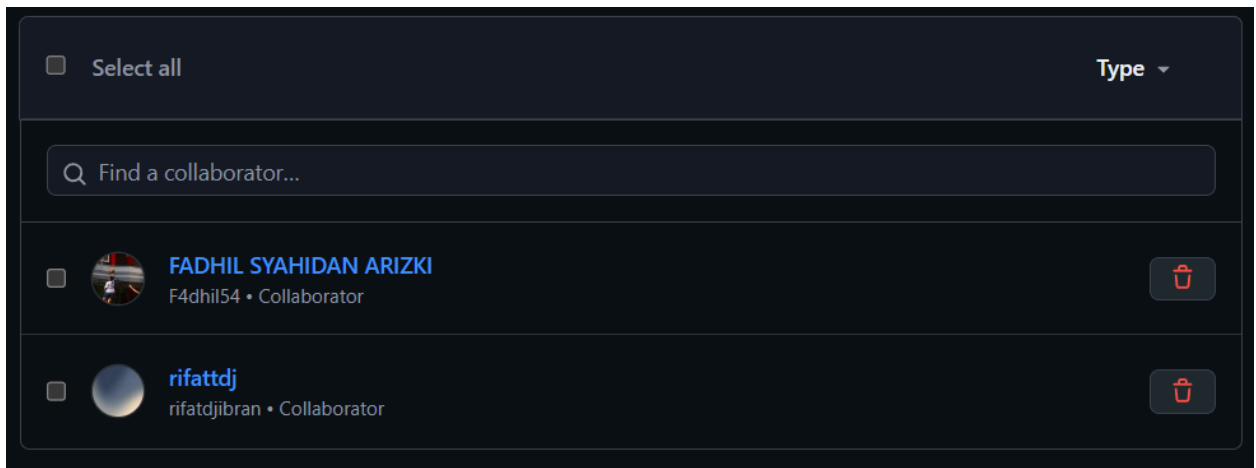 Select all
Type
Find a collaborator...
FADHIL SYAHIDAN ARIZKI
F4dhil54 • Collaborator
rifattdj
rifatdjibran • Collaborator